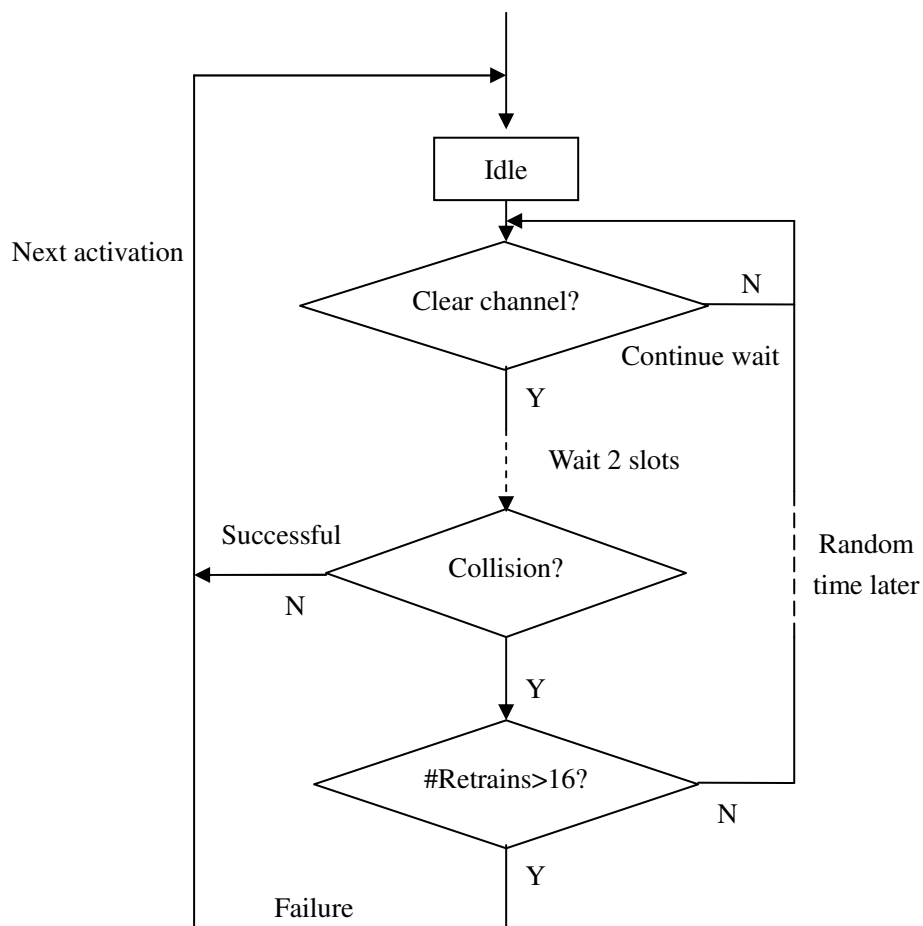 Idle
Next activation
Clear channel?
N
Continue wait
Y
Wait 2 slots
Successful
Collision?
Random
time later
N
Y
#Retrains>16?
N
Y
Failure